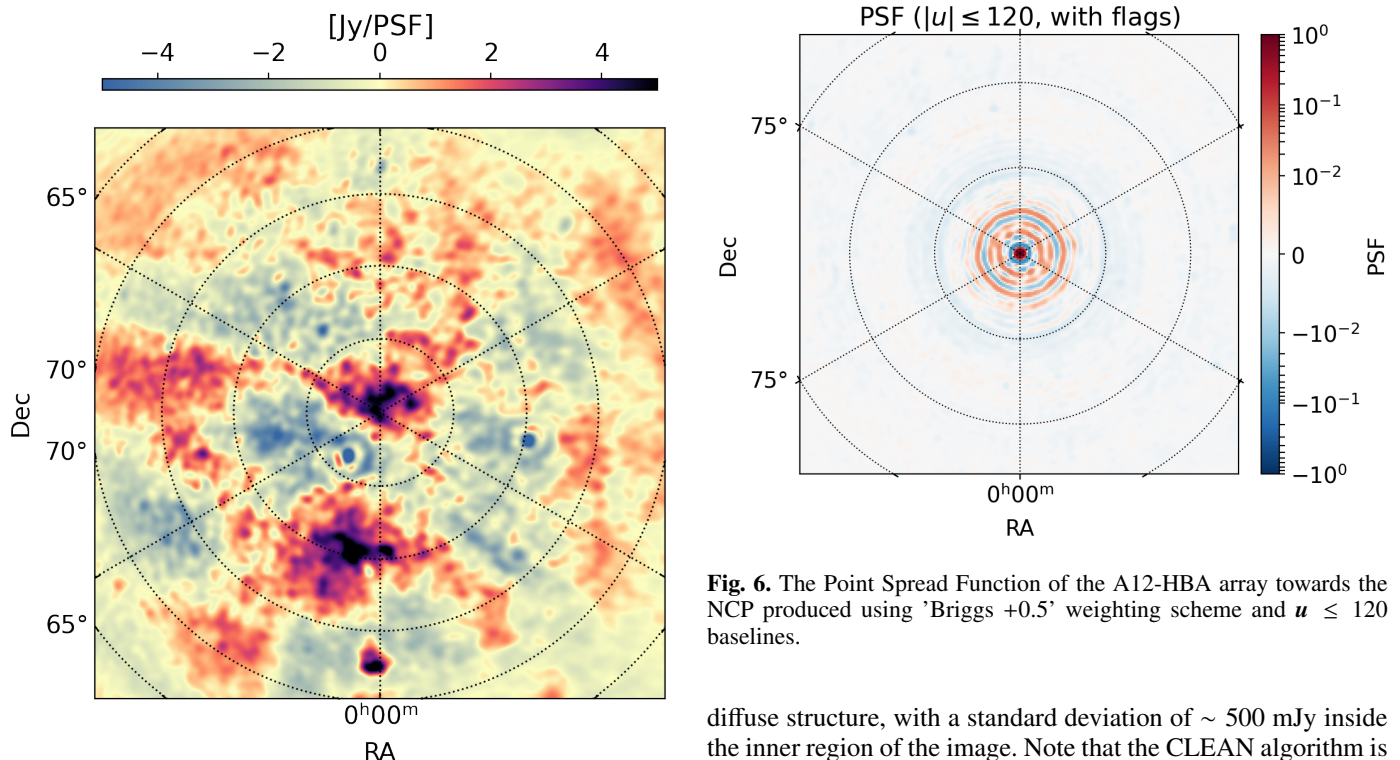 [Jy/PSF]
−4 −2 0 2 4
65°
70°
70°
65°
Dec
0ʰ00ᵐ
RA
PSF (|u| ≤ 120, with flags)
75°
75°
Dec
0ʰ00ᵐ
RA
10⁰
10⁻¹
10⁻²
0
−10⁻²
−10⁻¹
−10⁰
PSF
Fig. 6. The Point Spread Function of the A12-HBA array towards the
NCP produced using ’Briggs +0.5’ weighting scheme and u ≤ 120
baselines.
diffuse structure, with a standard deviation of ∼ 500 mJy inside
the inner region of the image. Note that the CLEAN algorithm is